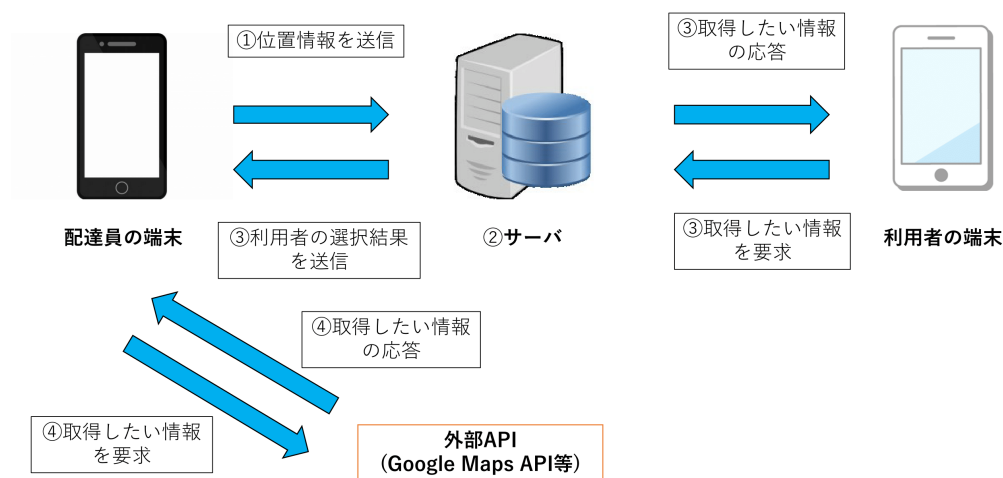 ①位置情報を送信
③取得したい情報
の応答
配達員の端末
③利用者の選択結果
を送信
②サーバ
③取得したい情報
を要求
利用者の端末
④取得したい情報
の応答
④取得したい情報
を要求
外部API
(Google Maps API等)